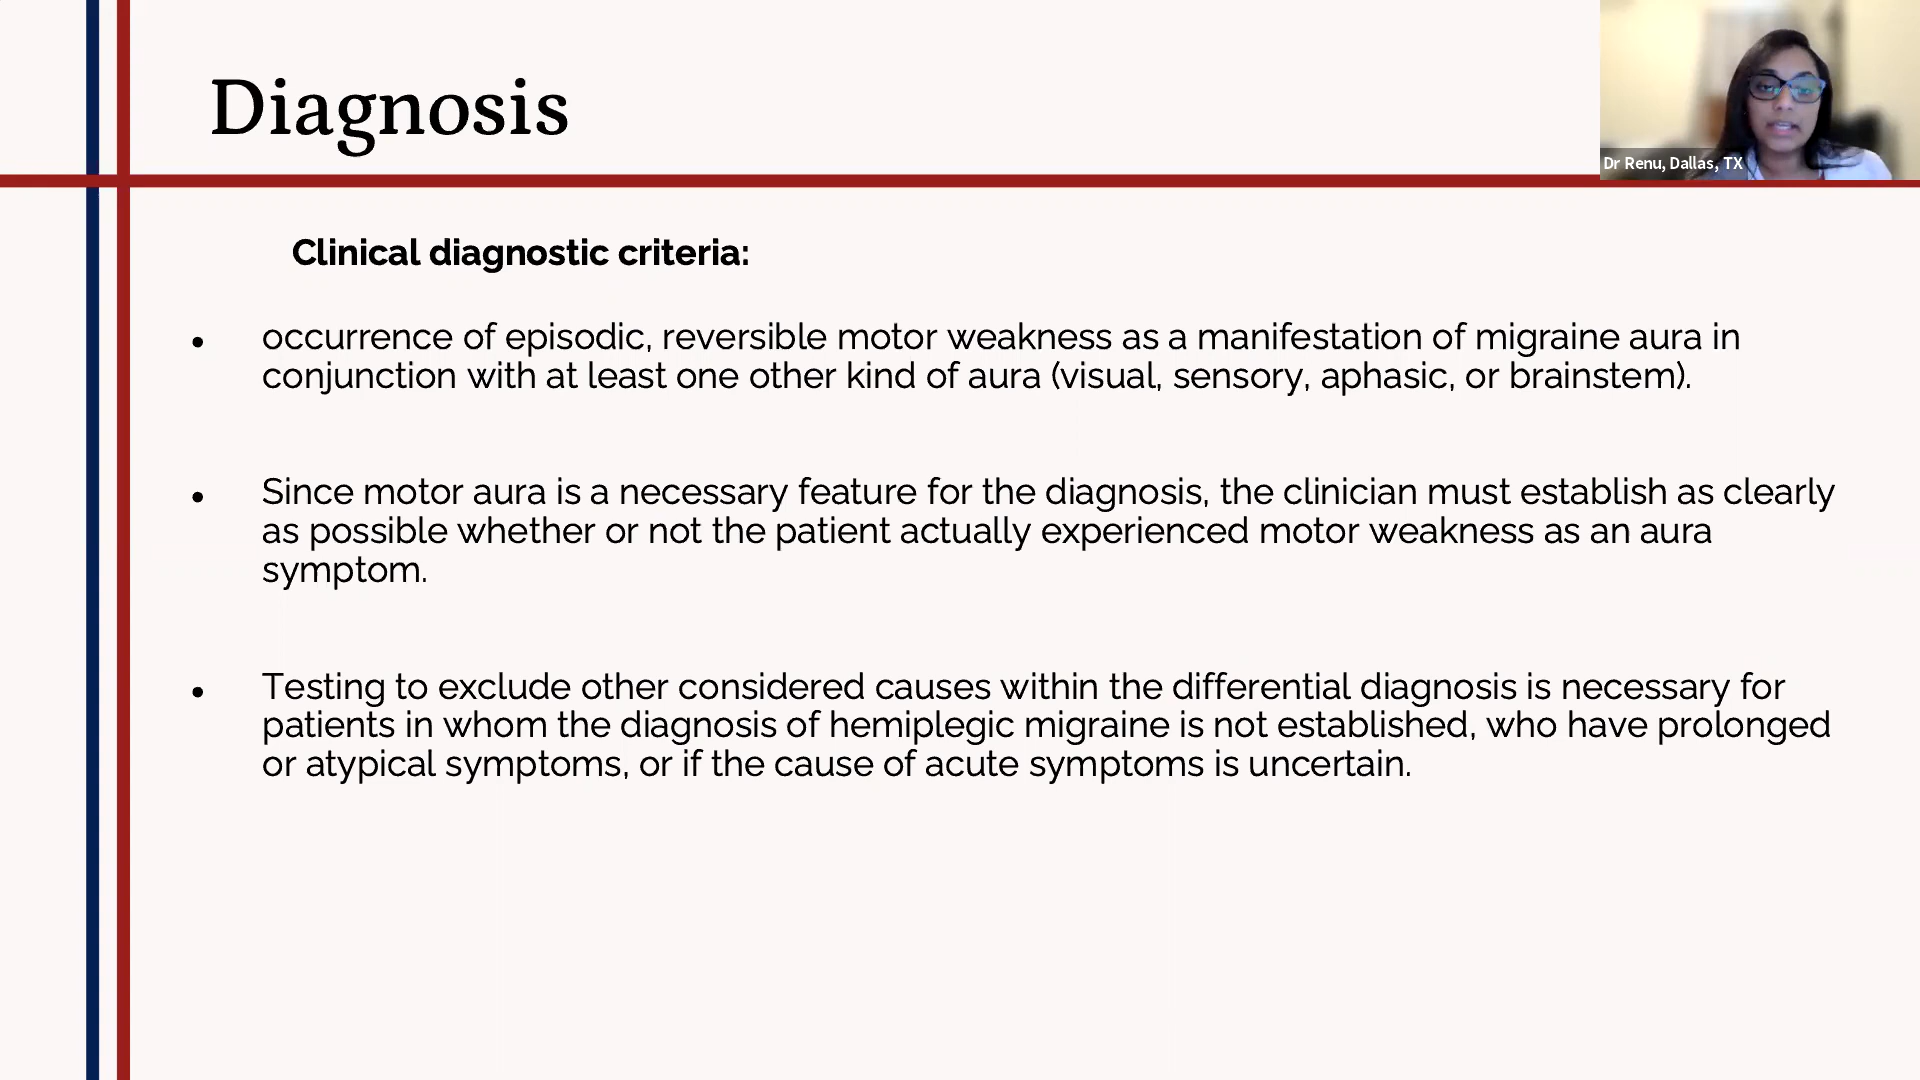 Diagnosis
Dr Renu, Dallas, TX
Clinical diagnostic criteria:
• occurrence of episodic, reversible motor weakness as a manifestation of migraine aura in
conjunction with at least one other kind of aura (visual, sensory, aphasic, or brainstem).
• Since motor aura is a necessary feature for the diagnosis, the clinician must establish as clearly
as possible whether or not the patient actually experienced motor weakness as an aura
symptom.
• Testing to exclude other considered causes within the differential diagnosis is necessary for
patients in whom the diagnosis of hemiplegic migraine is not established, who have prolonged
or atypical symptoms, or if the cause of acute symptoms is uncertain.